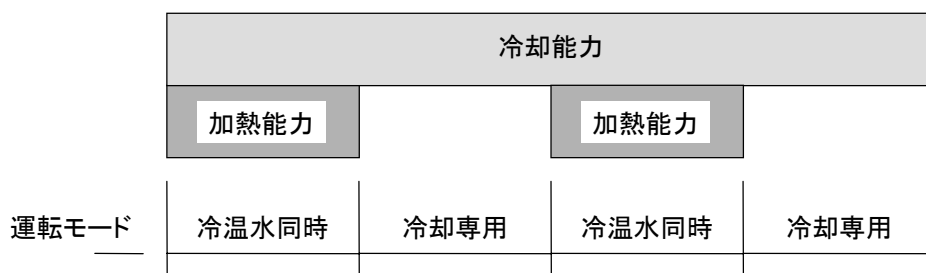 冷却能力
加熱能力 加熱能力
運転モード 冷温水同時 冷却専用 冷温水同時 冷却専用